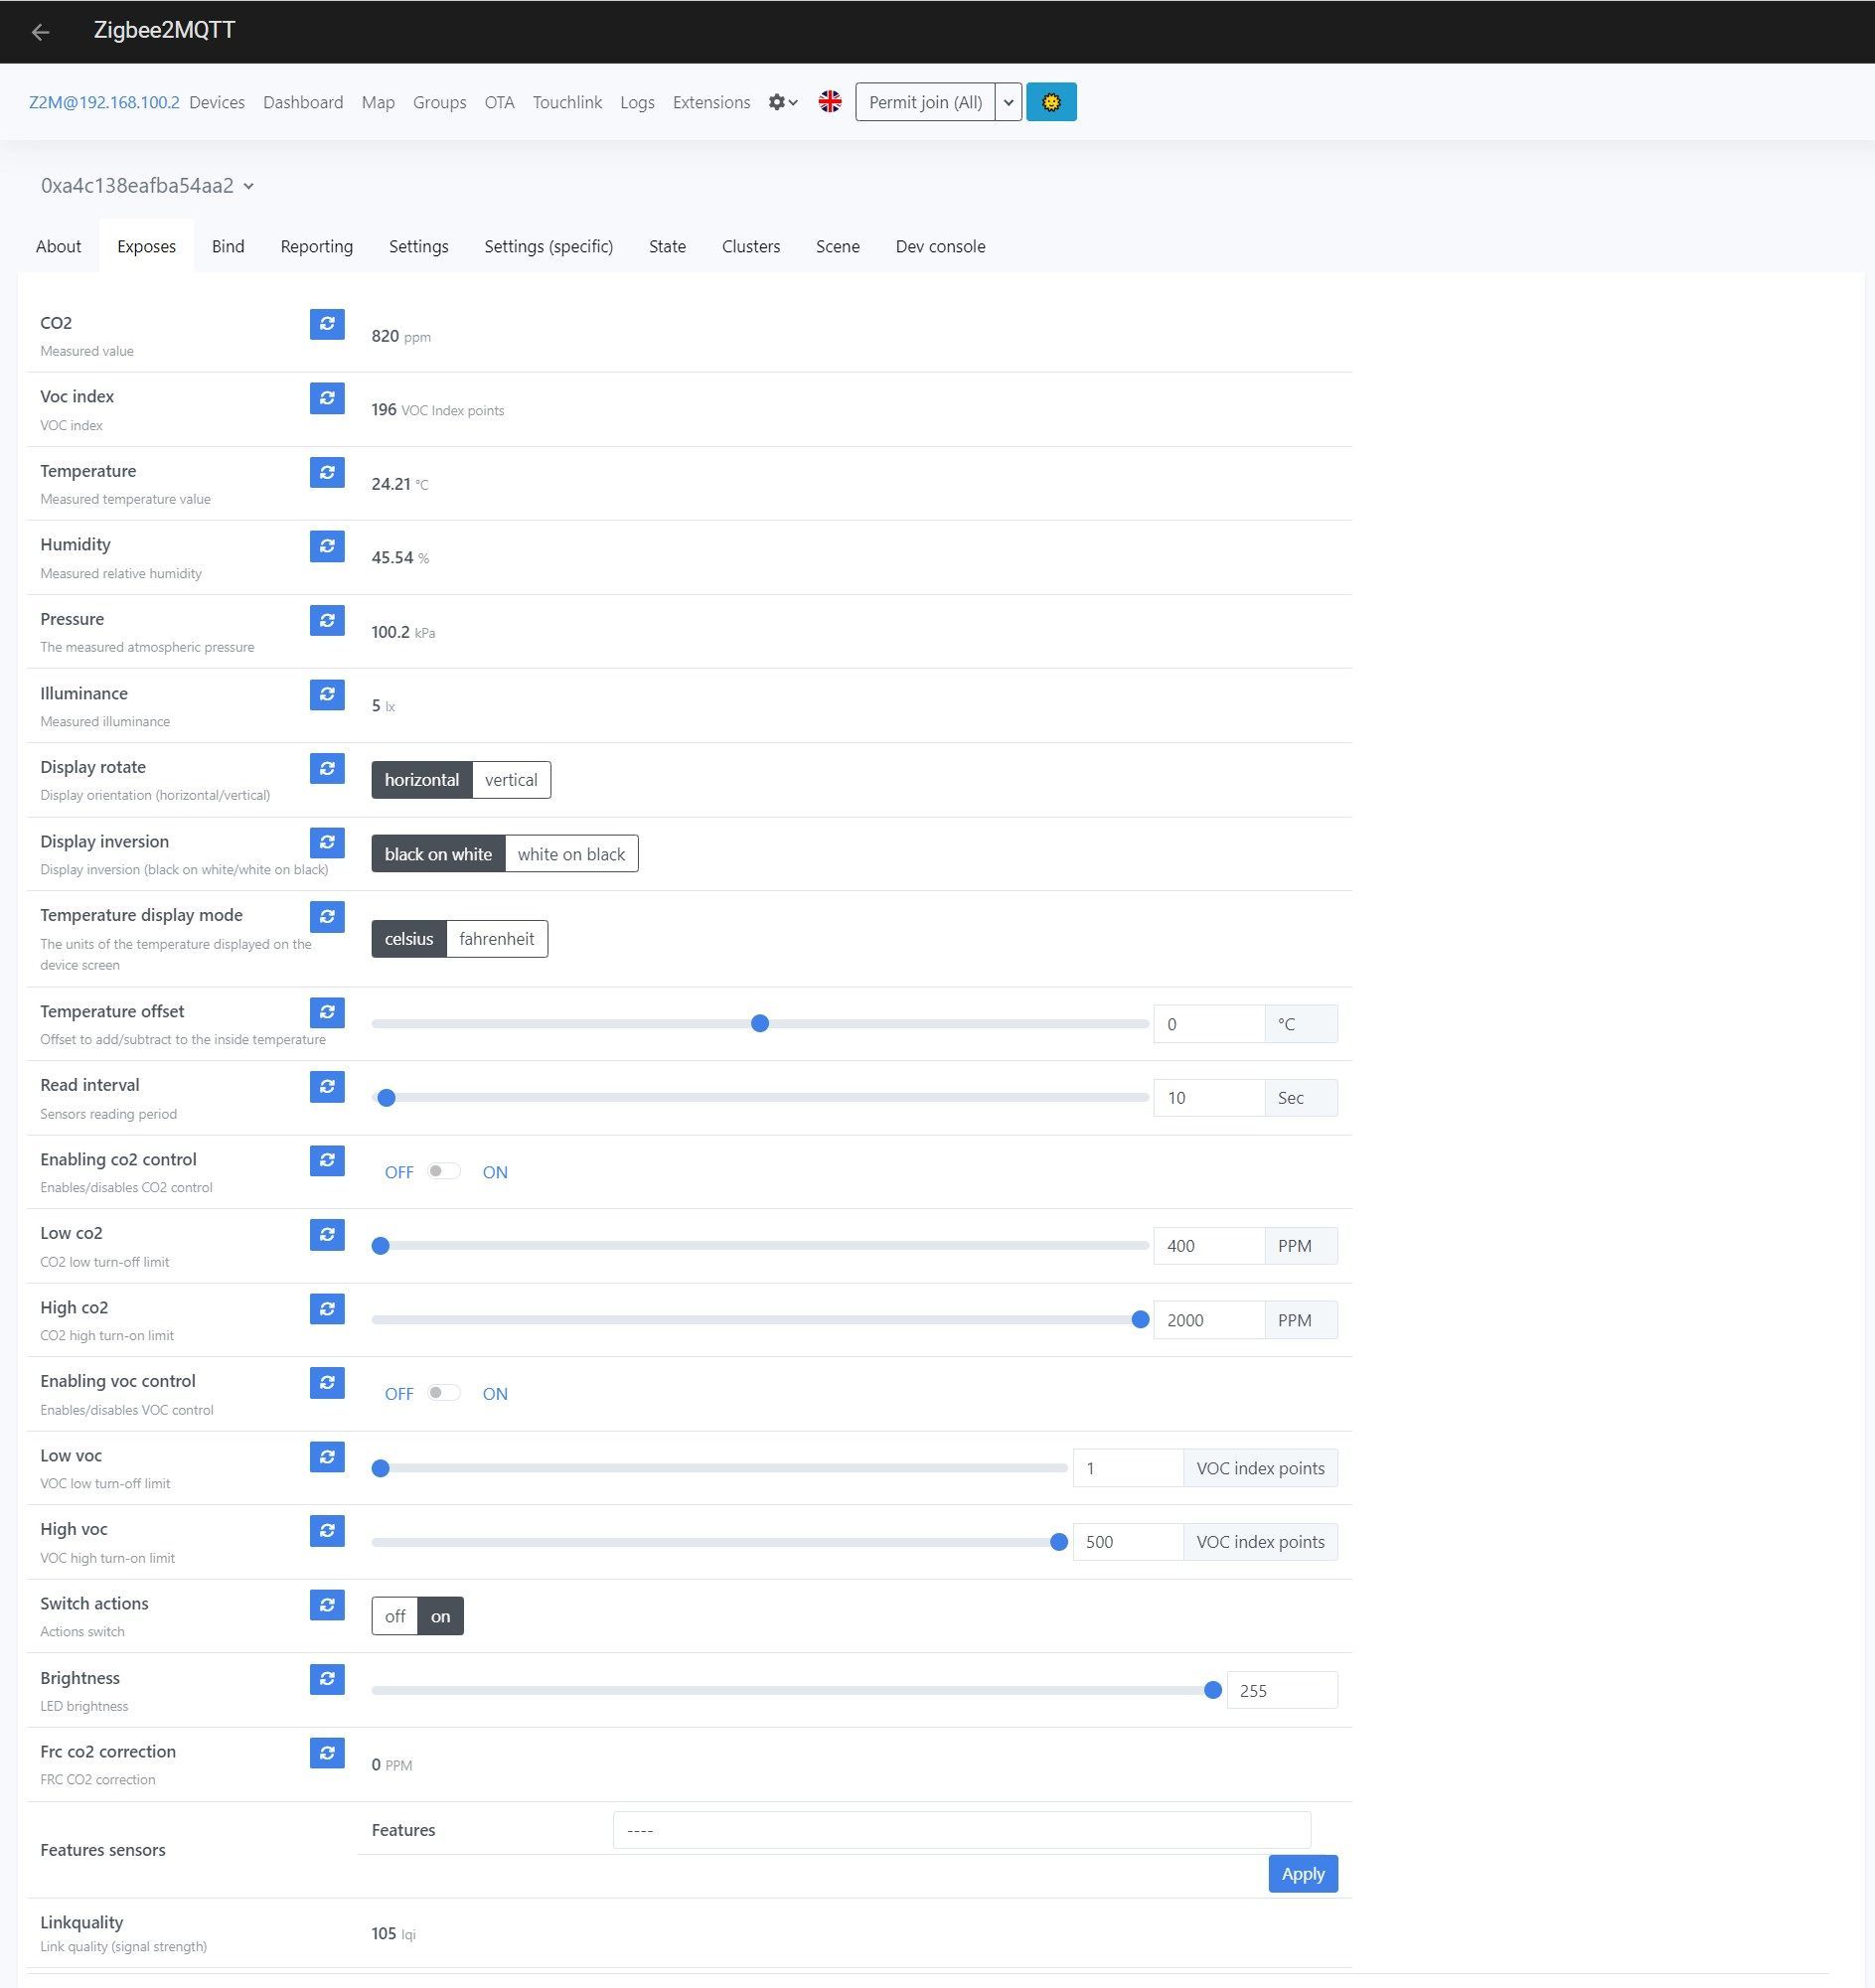 Zigbee2MQTT
Z2M@192.168.100.2 Devices Dashboard Map Groups OTA Touchlink Logs Extensions Permit join (All)
0xa4c138eafba54aa2
About Exposes Bind Reporting Settings Settings (specific) State Clusters Scene Dev console
CO2
Measured value
820 ppm
Voc index
VOC index
196 VOC Index points
Temperature
Measured temperature value
24.21 °C
Humidity
Measured relative humidity
45.54 %
Pressure
The measured atmospheric pressure
100.2 kPa
Illuminance
Measured illuminance
5 lx
Display rotate
Display orientation (horizontal/vertical)
horizontal vertical
Display inversion
Display inversion (black on white/white on black)
black on white white on black
Temperature display mode
The units of the temperature displayed on the
device screen
celsius fahrenheit
Temperature offset
Offset to add/subtract to the inside temperature
0 °C
Read interval
Sensors reading period
10 Sec
Enabling co2 control
Enables/disables CO2 control
OFF ON
Low co2
CO2 low turn-off limit
400 PPM
High co2
CO2 high turn-on limit
2000 PPM
Enabling voc control
Enables/disables VOC control
OFF ON
Low voc
VOC low turn-off limit
1 VOC index points
High voc
VOC high turn-on limit
500 VOC index points
Switch actions
Actions switch
off on
Brightness
LED brightness
255
Frc co2 correction
FRC CO2 correction
0 PPM
Features sensors
Features ----
Apply
Linkquality
Link quality (signal strength)
105 lqi